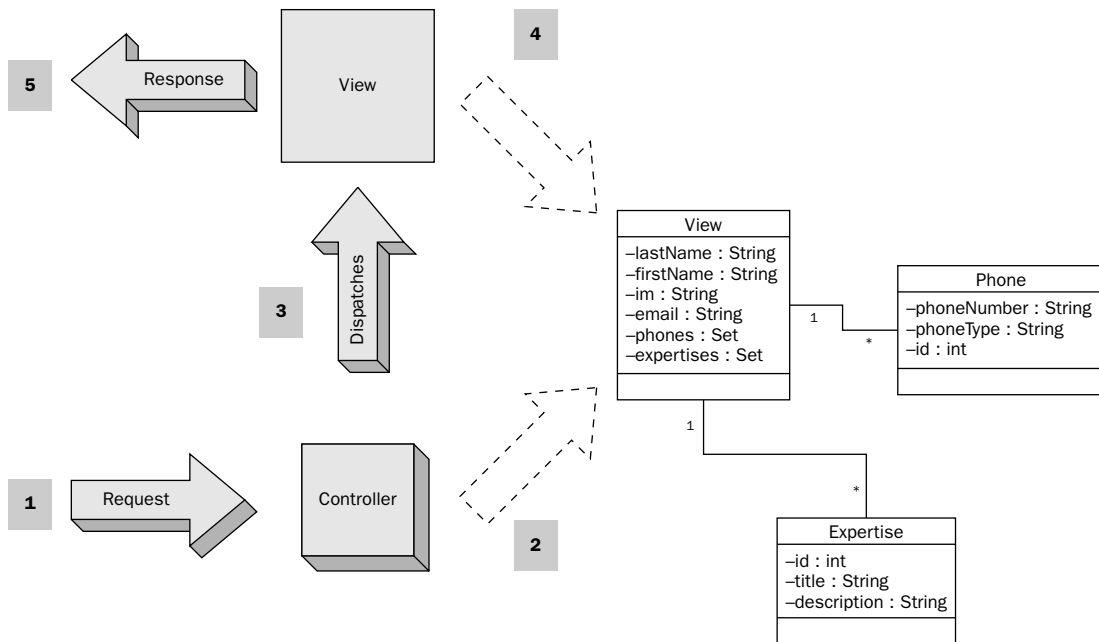 5
Response
View
4
3
Dispatches
1
Request
Controller
2
View
–lastName : String
–firstName : String
–im : String
–email : String
–phones : Set
–expertises : Set
1
*
Phone
–phoneNumber : String
–phoneType : String
–id : int
1
*
Expertise
–id : int
–title : String
–description : String